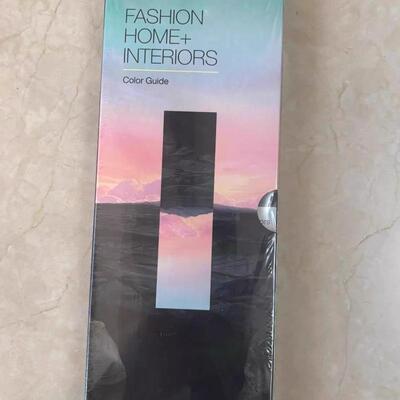 FASHION
HOME+
INTERIORS
Color Guide